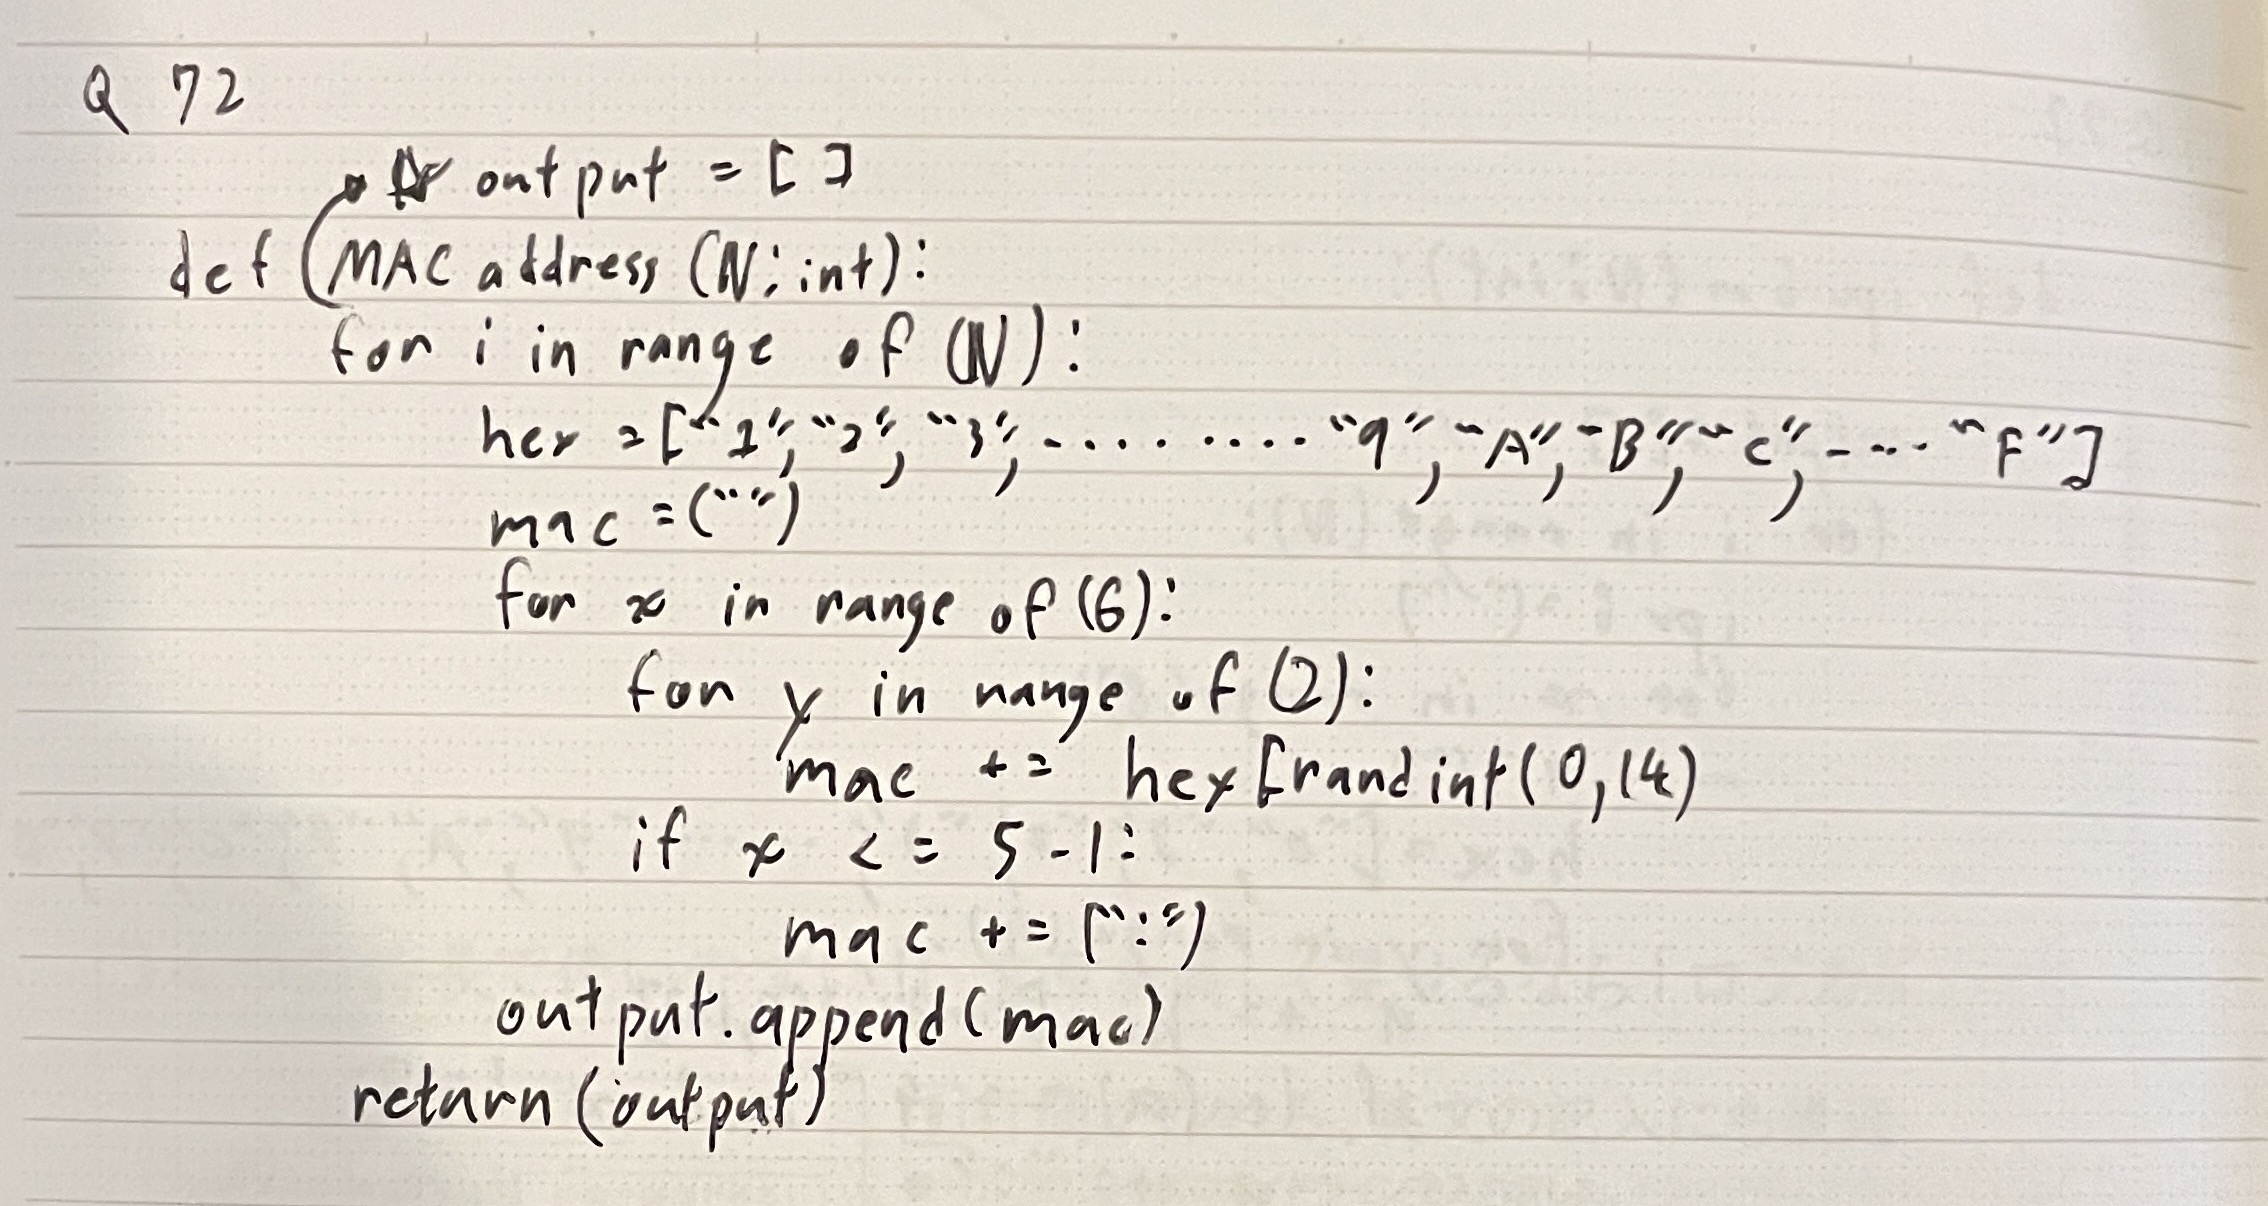 Q 72
output = [ ]
def MAC address (N: int):
for i in range of (N):
hex = ["1", "2", "3", ......... "9", "A", "B", "C", ---- "F"]
mac = ("")
for x in range of (6):
for y in range of (2):
mac += hex[randint(0,14)
if x <= 5-1:
mac += (":")
output.append(mac)
return (output)